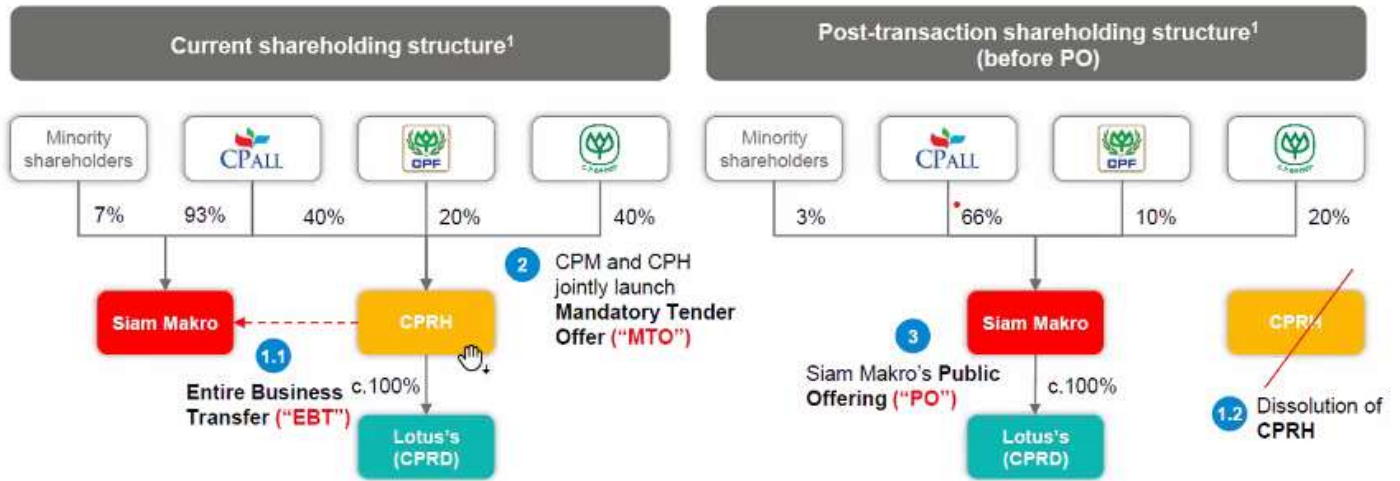 Current shareholding structure1
Post-transaction shareholding structure1
(before PO)
Minority
shareholders
CPALL
CPF
Minority
shareholders
CPALL
CPF
7%
93%
40%
20%
40%
3%
66%
10%
20%
2
CPM and CPH
jointly launch
Mandatory Tender
Offer (“MTO”)
Siam Makro
CPRH
1.1
Entire Business
Transfer (“EBT”)
c.100%
Lotus's
(CPRD)
Siam Makro
CPRH
3
Siam Makro's Public
Offering (“PO”)
c.100%
1.2
Dissolution of
CPRH
Lotus's
(CPRD)